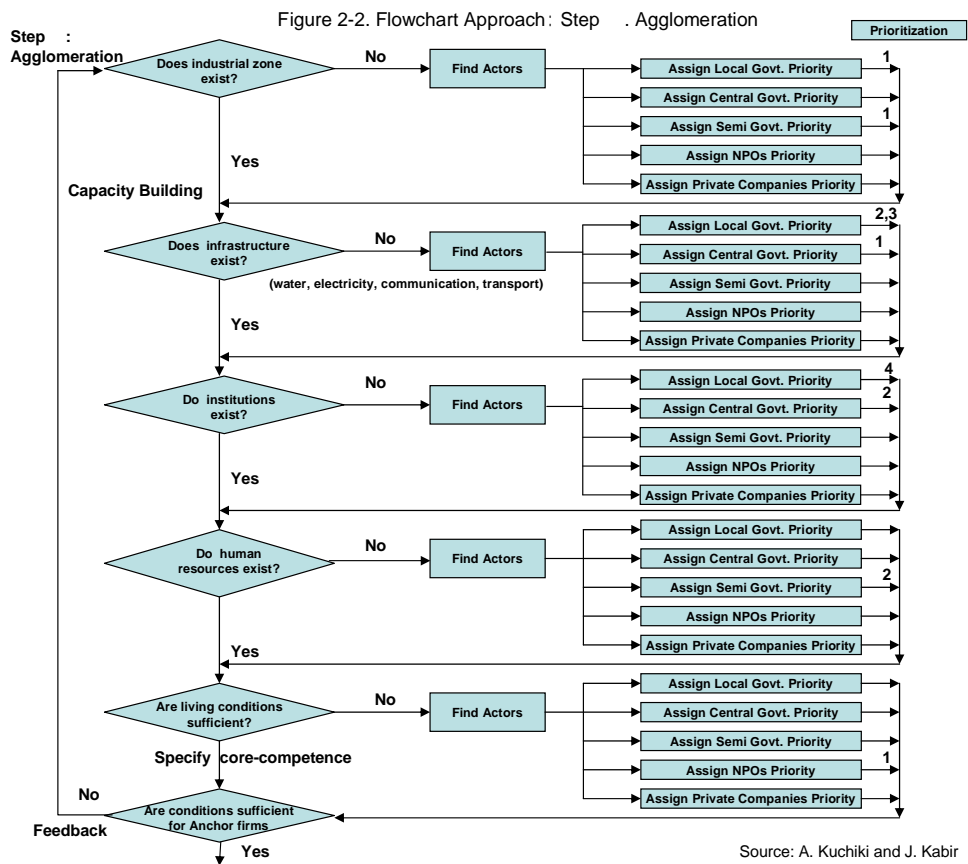 Figure 2-2. Flowchart Approach: Step . Agglomeration
Step :
Agglomeration
Prioritization
Does industrial zone
exist?
No
Find Actors
Assign Local Govt. Priority
1
Assign Central Govt. Priority
Assign Semi Govt. Priority
1
Assign NPOs Priority
Assign Private Companies Priority
Yes
Capacity Building
Does infrastructure
exist?
No
Find Actors
(water, electricity, communication, transport)
Assign Local Govt. Priority
2,3
Assign Central Govt. Priority
1
Assign Semi Govt. Priority
Assign NPOs Priority
Assign Private Companies Priority
Yes
Do institutions
exist?
No
Find Actors
Assign Local Govt. Priority
4
Assign Central Govt. Priority
2
Assign Semi Govt. Priority
Assign NPOs Priority
Assign Private Companies Priority
Yes
Do human
resources exist?
No
Find Actors
Assign Local Govt. Priority
Assign Central Govt. Priority
Assign Semi Govt. Priority
2
Assign NPOs Priority
Assign Private Companies Priority
Yes
Are living conditions
sufficient?
No
Find Actors
Assign Local Govt. Priority
Assign Central Govt. Priority
Assign Semi Govt. Priority
Assign NPOs Priority
1
Assign Private Companies Priority
Specify core-competence
No
Feedback
Are conditions sufficient
for Anchor firms
Yes
Source: A. Kuchiki and J. Kabir